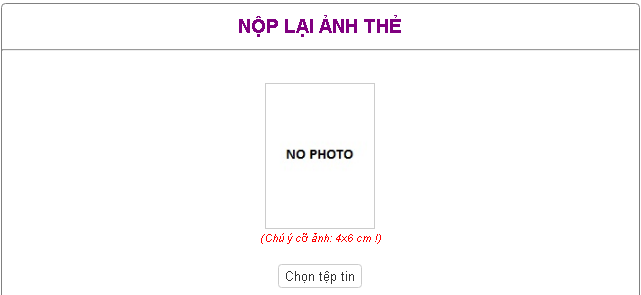 NỘP LẠI ẢNH THẺ
NO PHOTO
(Chú ý cỡ ảnh: 4x6 cm !)
Chọn tệp tin